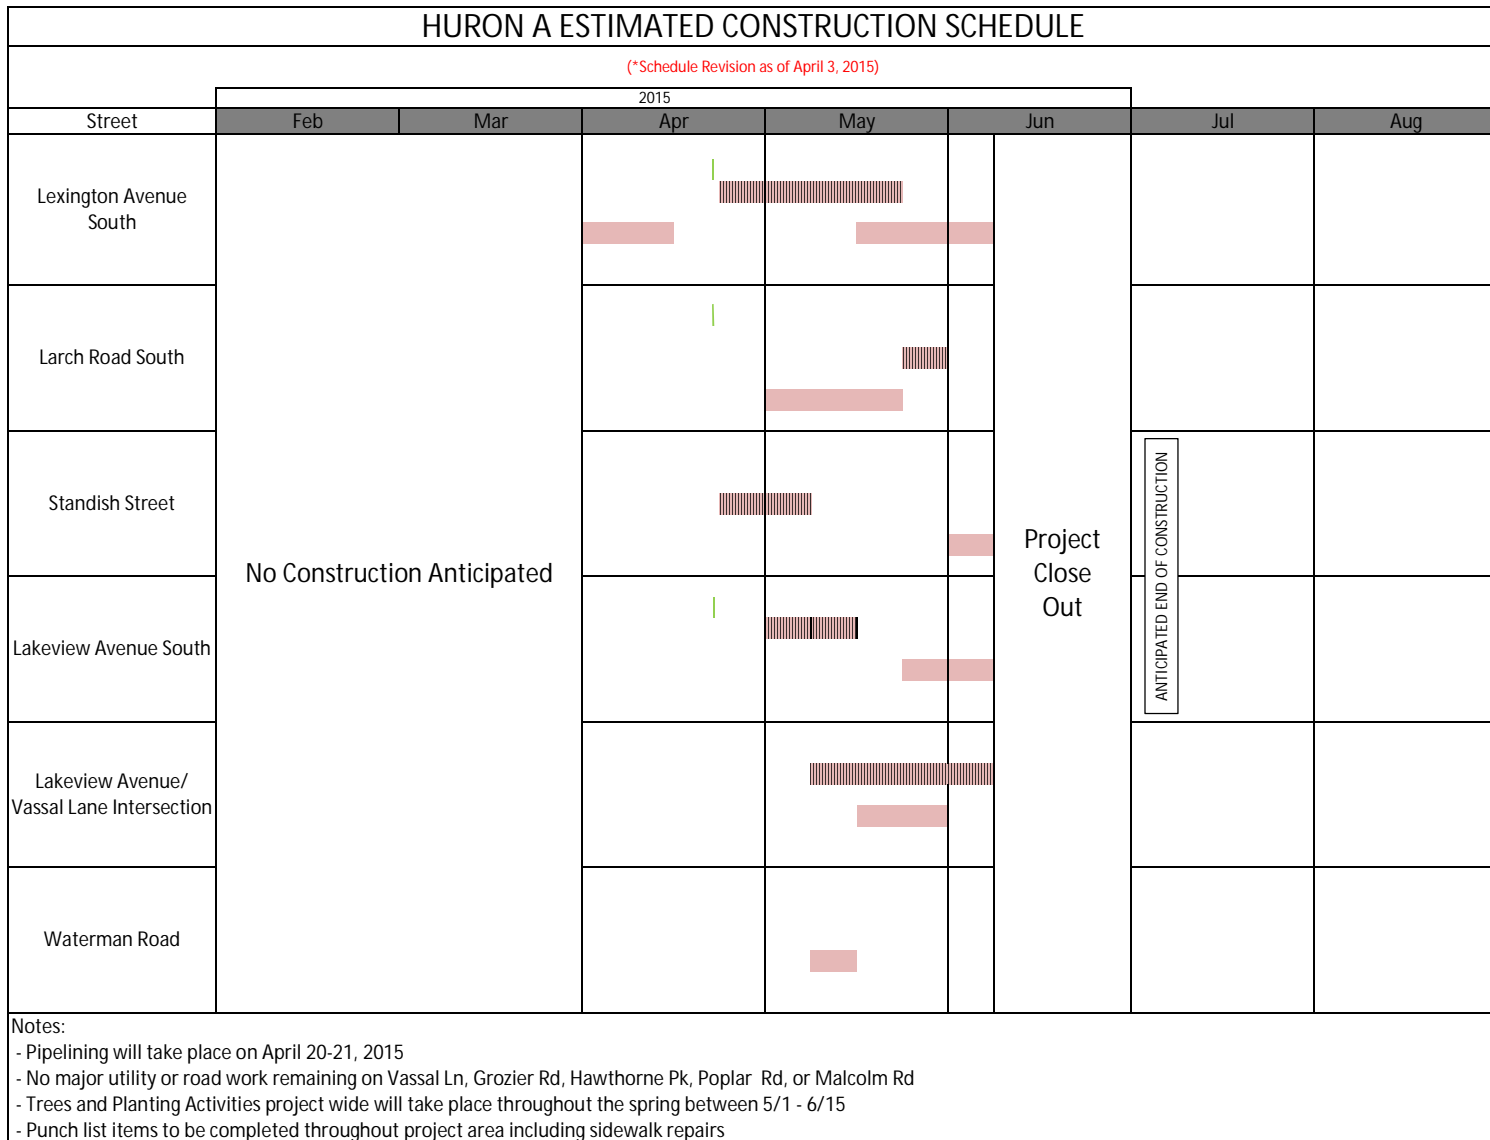 HURON A ESTIMATED CONSTRUCTION SCHEDULE
(*Schedule Revision as of April 3, 2015)
2015
Street Feb Mar Apr May Jun Jul Aug
Lexington Avenue
South
Larch Road South
Standish Street
Lakeview Avenue South
Lakeview Avenue/
Vassal Lane Intersection
Waterman Road
No Construction Anticipated
Project
Close
Out
ANTICIPATED END OF CONSTRUCTION
Notes:
- Pipelining will take place on April 20-21, 2015
- No major utility or road work remaining on Vassal Ln, Grozier Rd, Hawthorne Pk, Poplar Rd, or Malcolm Rd
- Trees and Planting Activities project wide will take place throughout the spring between 5/1 - 6/15
- Punch list items to be completed throughout project area including sidewalk repairs